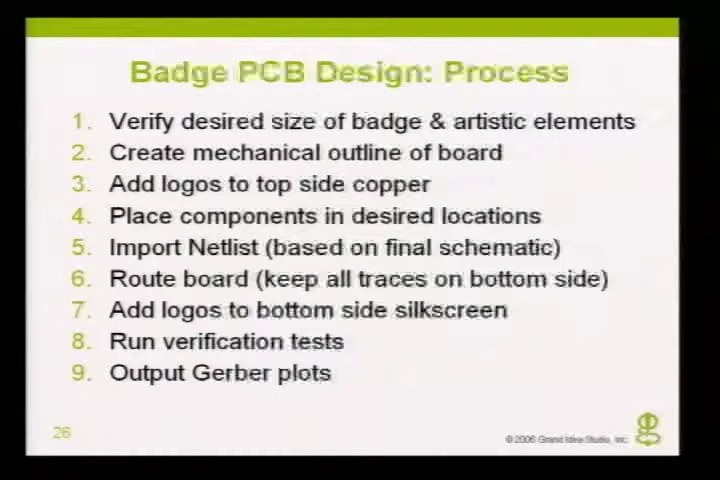 Badge PCB Design: Process
1. Verify desired size of badge & artistic elements
2. Create mechanical outline of board
3. Add logos to top side copper
4. Place components in desired locations
5. Import Netlist (based on final schematic)
6. Route board (keep all traces on bottom side)
7. Add logos to bottom side silkscreen
8. Run verification tests
9. Output Gerber plots
26
© 2006 Grand Idea Studio, Inc.